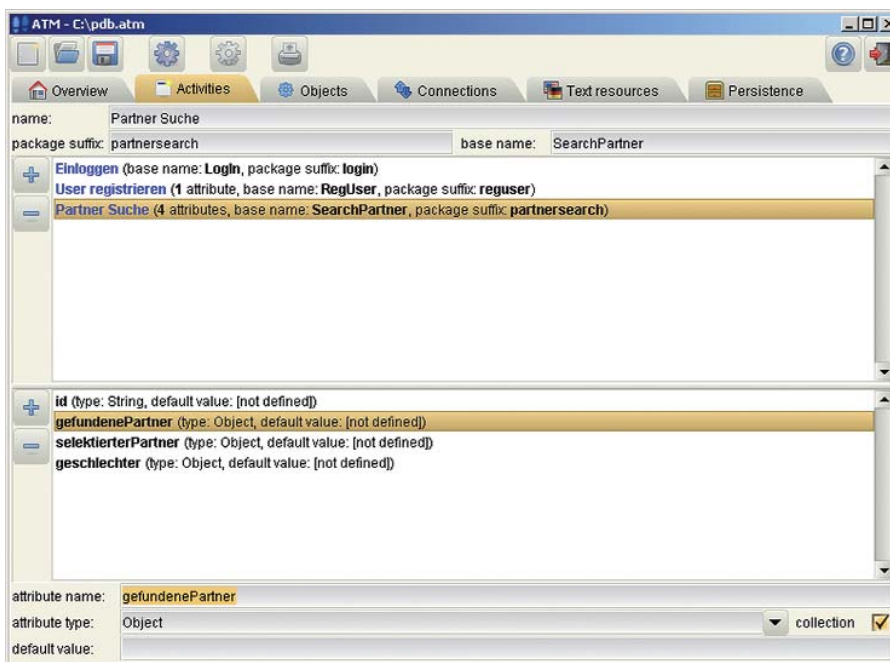 ATM - C:\pdb.atm
Overview Activities Objects Connections Text resources Persistence
name: Partner Suche
package suffix: partnersearch base name: SearchPartner
Einloggen (base name: LogIn, package suffix: login)
User registrieren (1 attribute, base name: RegUser, package suffix: reguser)
Partner Suche (4 attributes, base name: SearchPartner, package suffix: partnersearch)
id (type: String, default value: [not defined])
gefundenePartner (type: Object, default value: [not defined])
selektierterPartner (type: Object, default value: [not defined])
geschlechter (type: Object, default value: [not defined])
attribute name: gefundenePartner
attribute type: Object collection
default value: